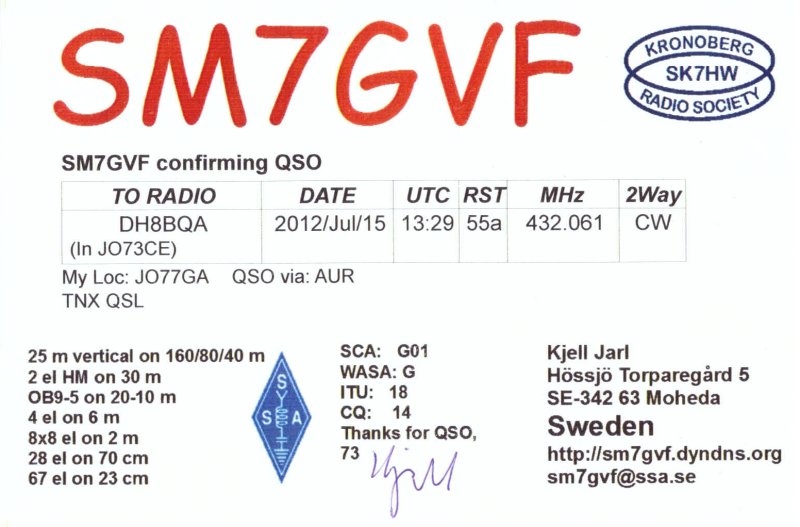 SM7GVF
KRONOBERG
SK7HW
RADIO SOCIETY
SM7GVF confirming QSO
TO RADIO DATE UTC RST MHz 2Way
DH8BQA 2012/Jul/15 13:29 55a 432.061 CW
(In JO73CE)
My Loc: JO77GA QSO via: AUR
TNX QSL
25 m vertical on 160/80/40 m
2 el HM on 30 m
OB9-5 on 20-10 m
4 el on 6 m
8x8 el on 2 m
28 el on 70 cm
67 el on 23 cm
S
S A
SCA: G01
WASA: G
ITU: 18
CQ: 14
Thanks for QSO,
73 Kjell
Kjell Jarl
Hössjö Torparegård 5
SE-342 63 Moheda
Sweden
http://sm7gvf.dyndns.org
sm7gvf@ssa.se